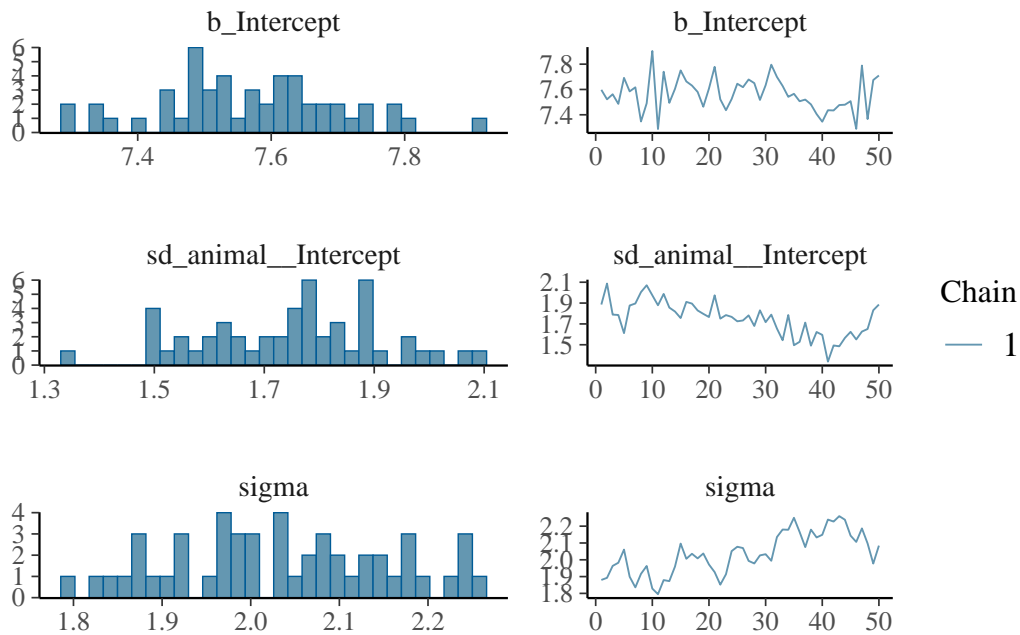 b_Intercept
6
5
4
3
2
1
0
7.4 7.6 7.8
b_Intercept
7.8
7.6
7.4
0 10 20 30 40 50
sd_animal__Intercept
6
5
4
3
2
1
0
1.3 1.5 1.7 1.9 2.1
sd_animal__Intercept
2.1
1.9
1.7
1.5
0 10 20 30 40 50
Chain
1
sigma
4
3
2
1
0
1.8 1.9 2.0 2.1 2.2
sigma
2.2
2.1
2.0
1.9
1.8
0 10 20 30 40 50